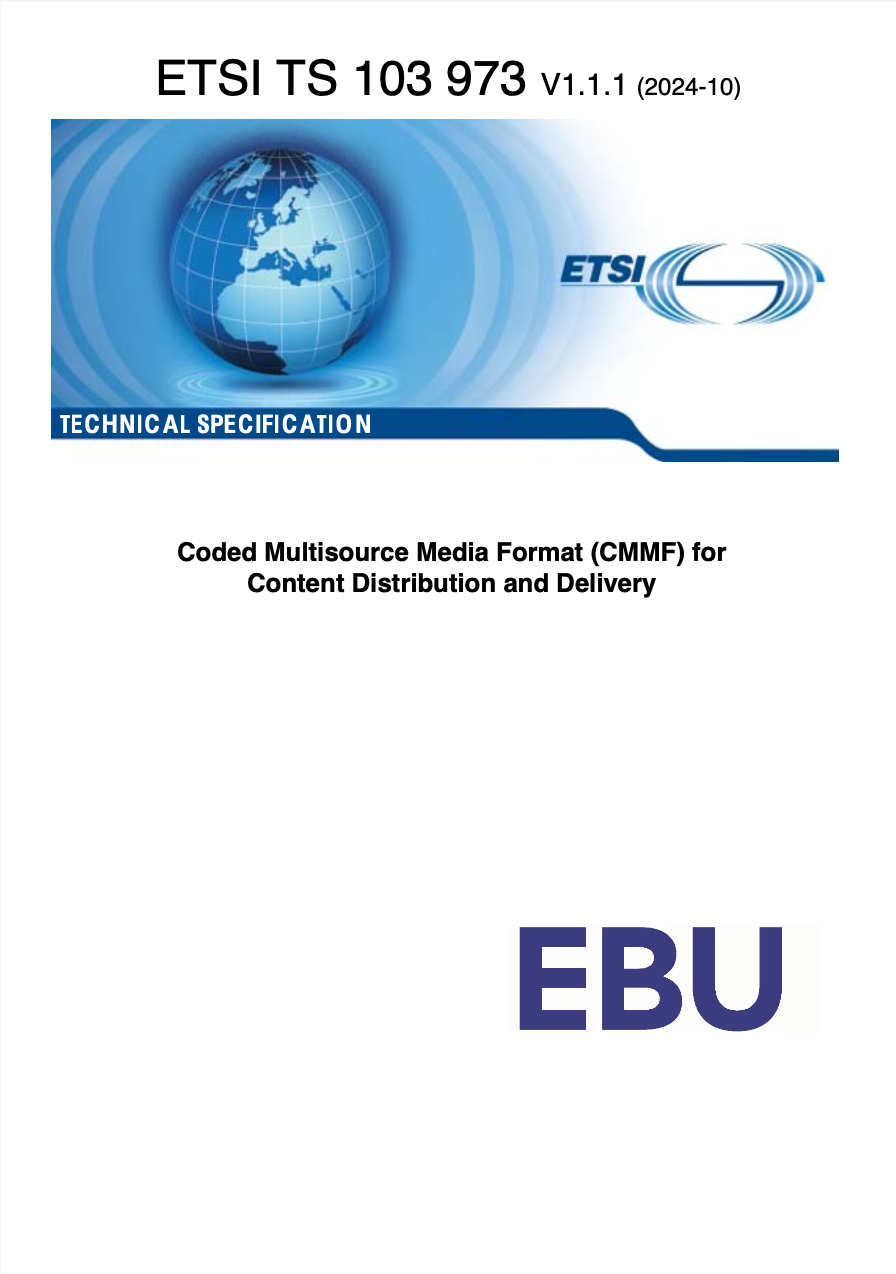 ETSI TS 103 973 V1.1.1 (2024-10)
ETSI
TECHNICAL SPECIFICATION
Coded Multisource Media Format (CMMF) for
Content Distribution and Delivery
EBU